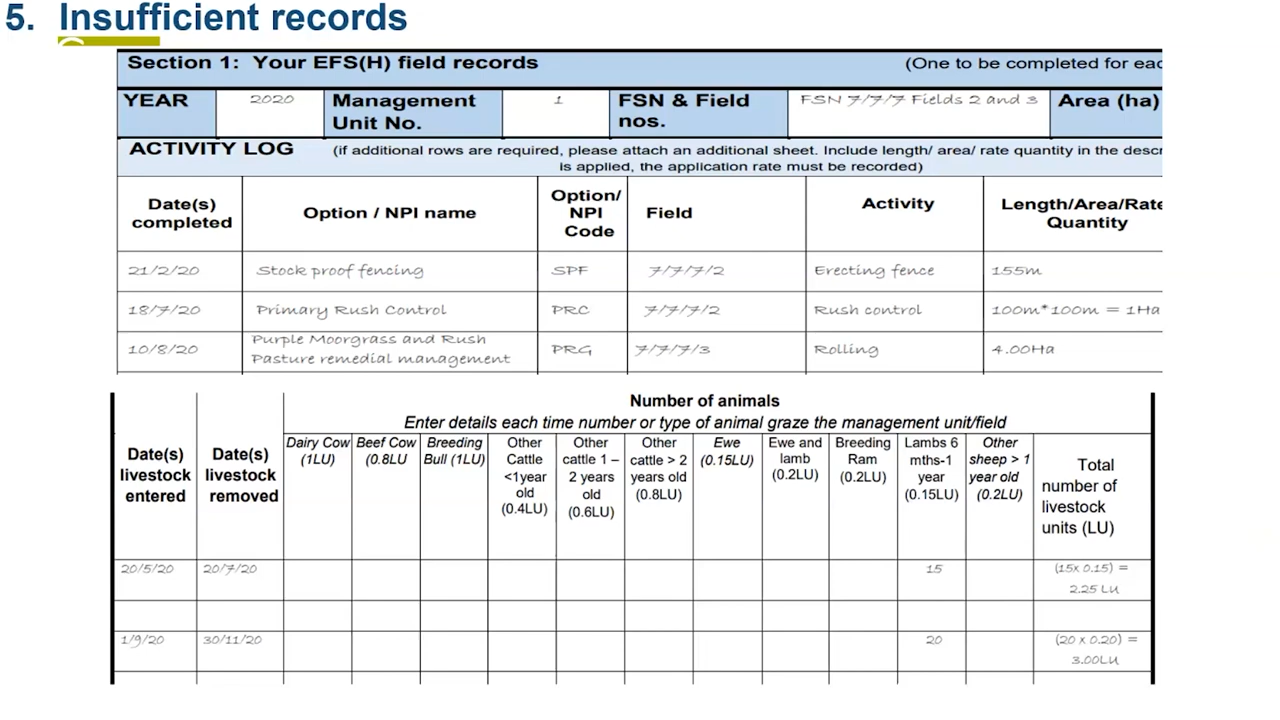 5. Insufficient records
Section 1: Your EFS(H) field records (One to be completed for eac
YEAR 2020 Management Unit No. 1 FSN & Field nos. FSN 7/7/7 Fields 2 and 3 Area (ha)
ACTIVITY LOG (if additional rows are required, please attach an additional sheet. Include length/ area/ rate quantity in the descr
is applied, the application rate must be recorded)
Date(s) completed Option / NPI name Option/ NPI Code Field Activity Length/Area/Rate Quantity
21/2/20 Stock proof fencing SPF 7/7/7/2 Erecting fence 155m
18/7/20 Primary Rush Control PRC 7/7/7/2 Rush control 100m*100m = 1Ha
10/8/20 Purple Moorgrass and Rush Pasture remedial management PRG 7/7/7/3 Rolling 4.00Ha
Number of animals
Enter details each time number or type of animal graze the management unit/field
Date(s) livestock entered Date(s) livestock removed Dairy Cow (1LU) Beef Cow (0.8LU Breeding Bull (1LU) Other Cattle <1year old (0.4LU) Other cattle 1 – 2 years old (0.6LU) Other cattle > 2 years old (0.8LU) Ewe (0.15LU) Ewe and lamb (0.2LU) Breeding Ram (0.2LU) Lambs 6 mths-1 year (0.15LU) Other sheep > 1 year old (0.2LU) Total number of livestock units (LU)
20/5/20 20/7/20 15 (15x 0.15) = 2.25 LU
1/9/20 30/11/20 20 (20 x 0.20) = 3.00LU